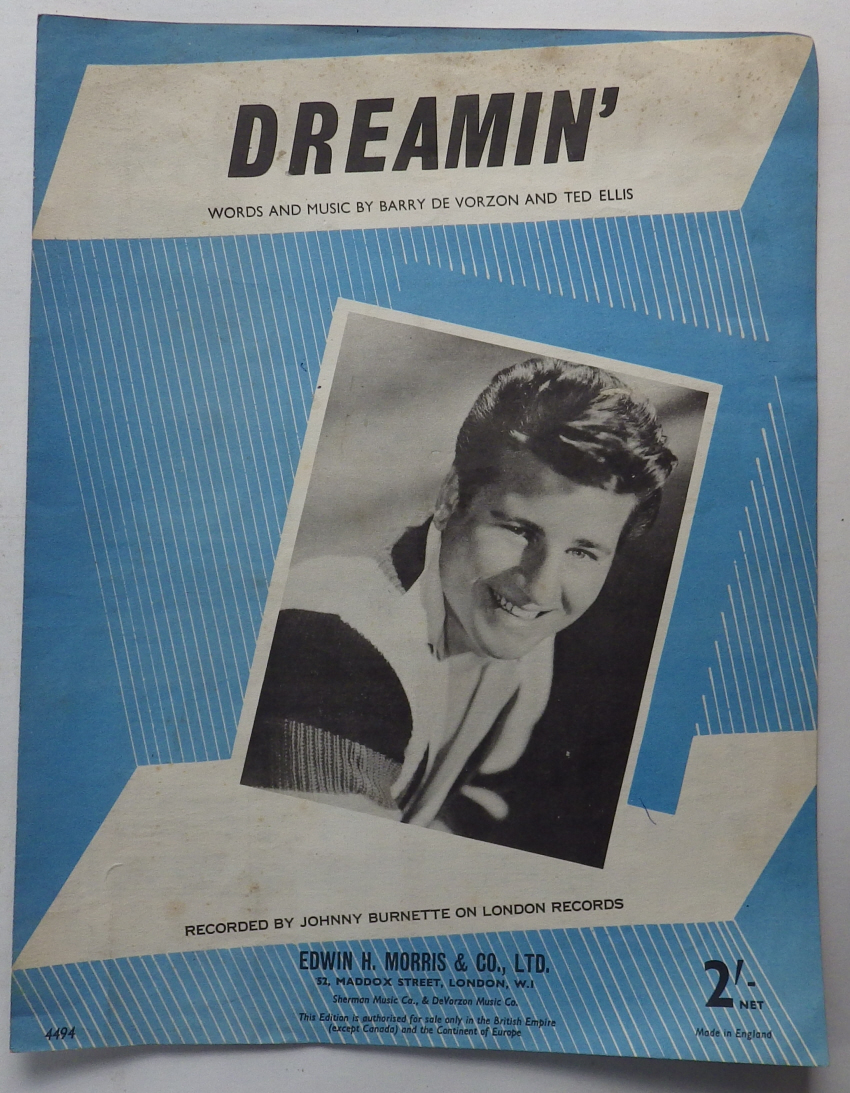 DREAMIN'
WORDS AND MUSIC BY BARRY DE VORZON AND TED ELLIS
RECORDED BY JOHNNY BURNETTE ON LONDON RECORDS
EDWIN H. MORRIS & CO., LTD.
52, MADDOX STREET, LONDON, W.1
Sherman Music Co., & DeVorzon Music Co.
This Edition is authorised for sale only in the British Empire
(except Canada) and the Continent of Europe
4494
2/-
NET
Made in England